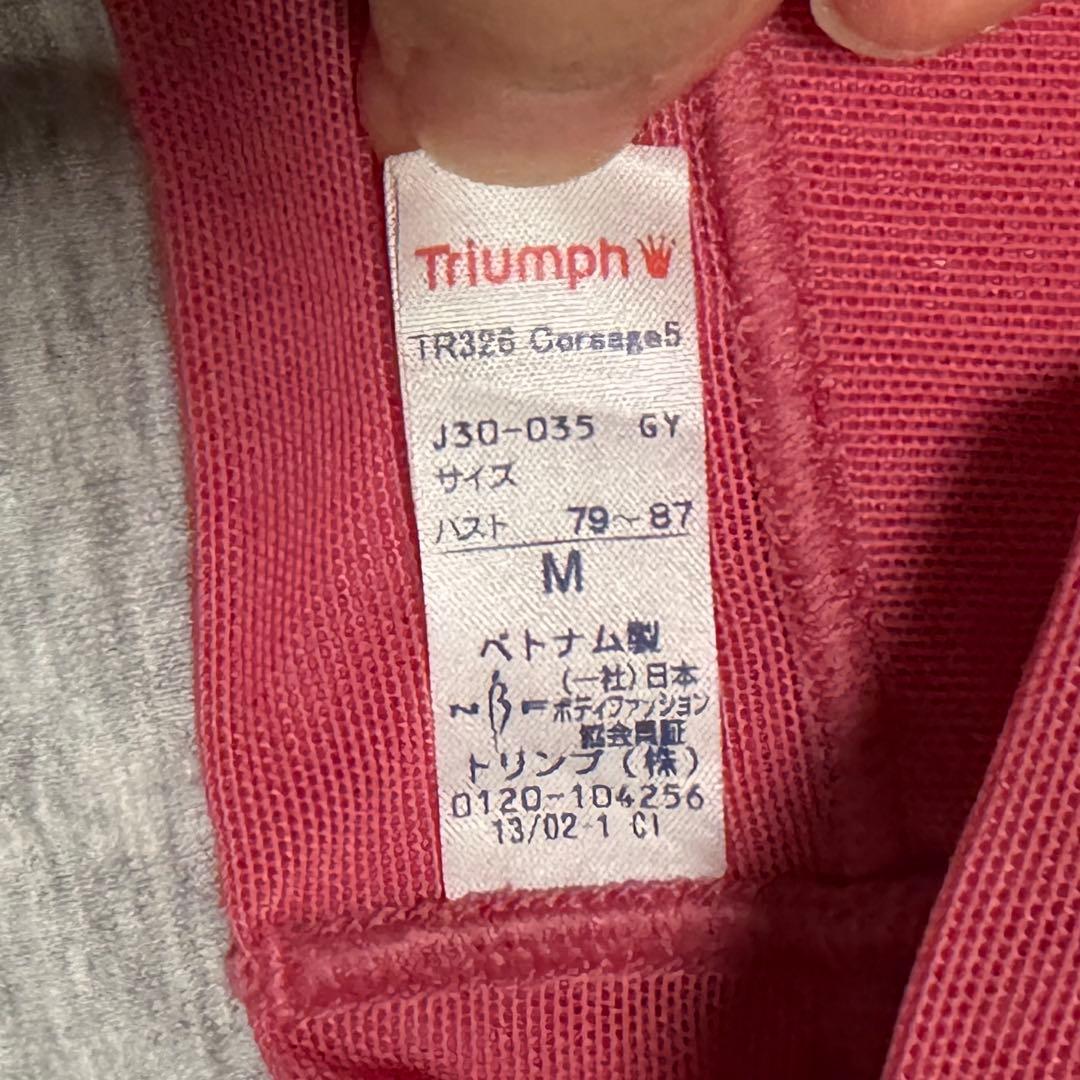 Triumph
TR326 Corsage5
J30-035 GY
サイズ
バスト 79~87
M
ベトナム製
(一社)日本
NBF ボディファッション
協会員証
トリンプ(株)
0120-104256
13/02-1 CI